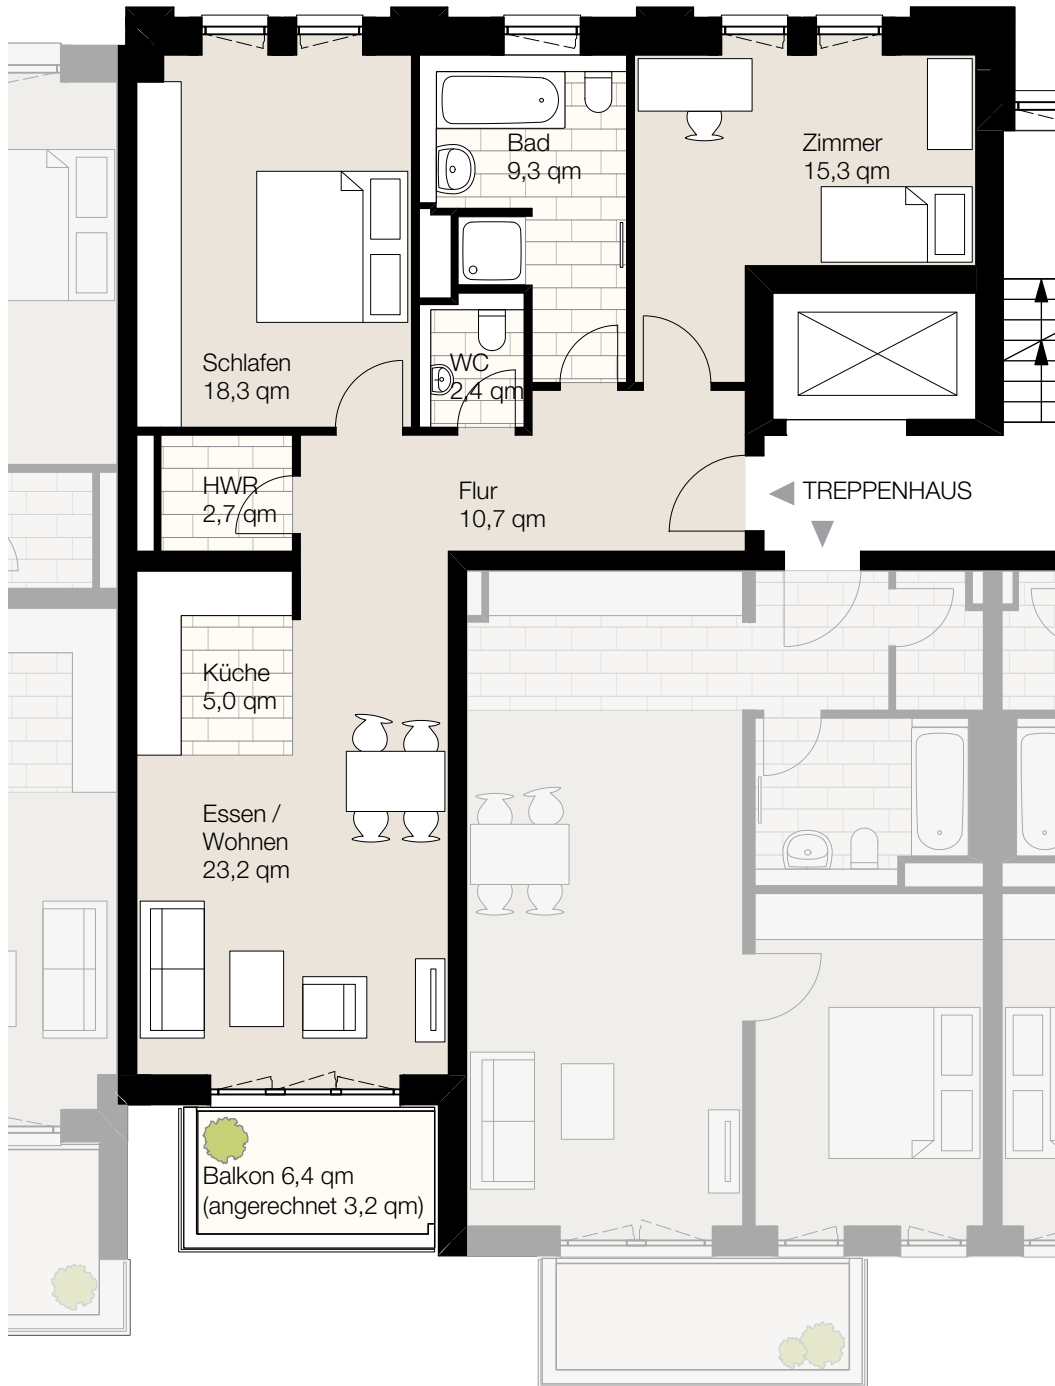 Bad
9,3 qm
Zimmer
15,3 qm
Schlafen
18,3 qm
WC
2,4 qm
HWR
2,7 qm
Flur
10,7 qm
TREPPENHAUS
Küche
5,0 qm
Essen /
Wohnen
23,2 qm
Balkon 6,4 qm
(angerechnet 3,2 qm)